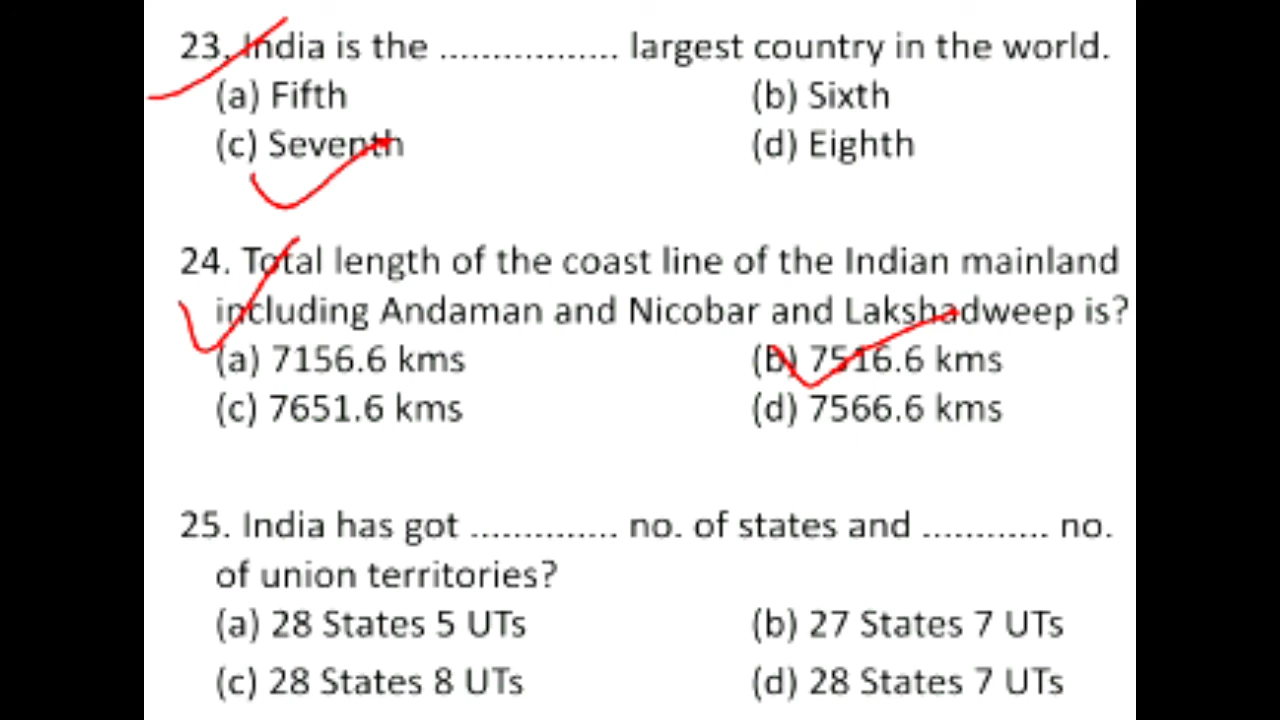 23. India is the ................. largest country in the world.
(a) Fifth (b) Sixth
(c) Seventh (d) Eighth
24. Total length of the coast line of the Indian mainland
including Andaman and Nicobar and Lakshadweep is?
(a) 7156.6 kms (b) 7516.6 kms
(c) 7651.6 kms (d) 7566.6 kms
25. India has got .............. no. of states and ............ no.
of union territories?
(a) 28 States 5 UTs (b) 27 States 7 UTs
(c) 28 States 8 UTs (d) 28 States 7 UTs